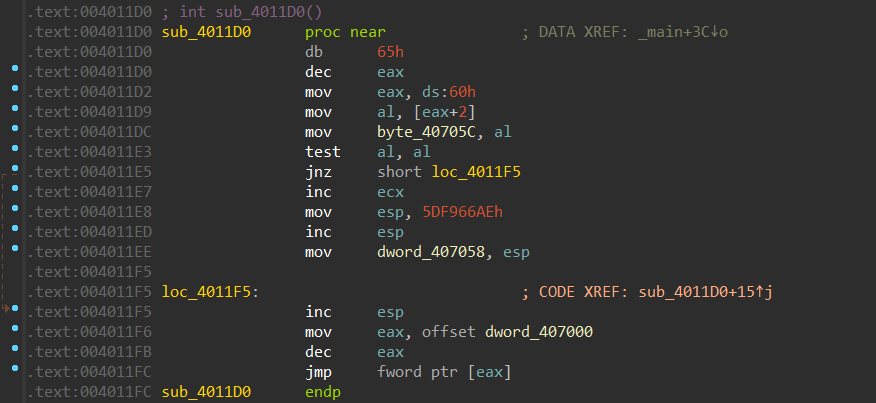 .text:004011D0 ; int sub_4011D0()
.text:004011D0 sub_4011D0 proc near ; DATA XREF: _main+3C↓o
.text:004011D0 db 65h
.text:004011D0 dec eax
.text:004011D2 mov eax, ds:60h
.text:004011D9 mov al, [eax+2]
.text:004011DC mov byte_40705C, al
.text:004011E3 test al, al
.text:004011E5 jnz short loc_4011F5
.text:004011E7 inc ecx
.text:004011E8 mov esp, 5DF966AEh
.text:004011ED inc esp
.text:004011EE mov dword_407058, esp
.text:004011F5
.text:004011F5 loc_4011F5: ; CODE XREF: sub_4011D0+15↑j
.text:004011F5 inc esp
.text:004011F6 mov eax, offset dword_407000
.text:004011FB dec eax
.text:004011FC jmp fword ptr [eax]
.text:004011FC sub_4011D0 endp